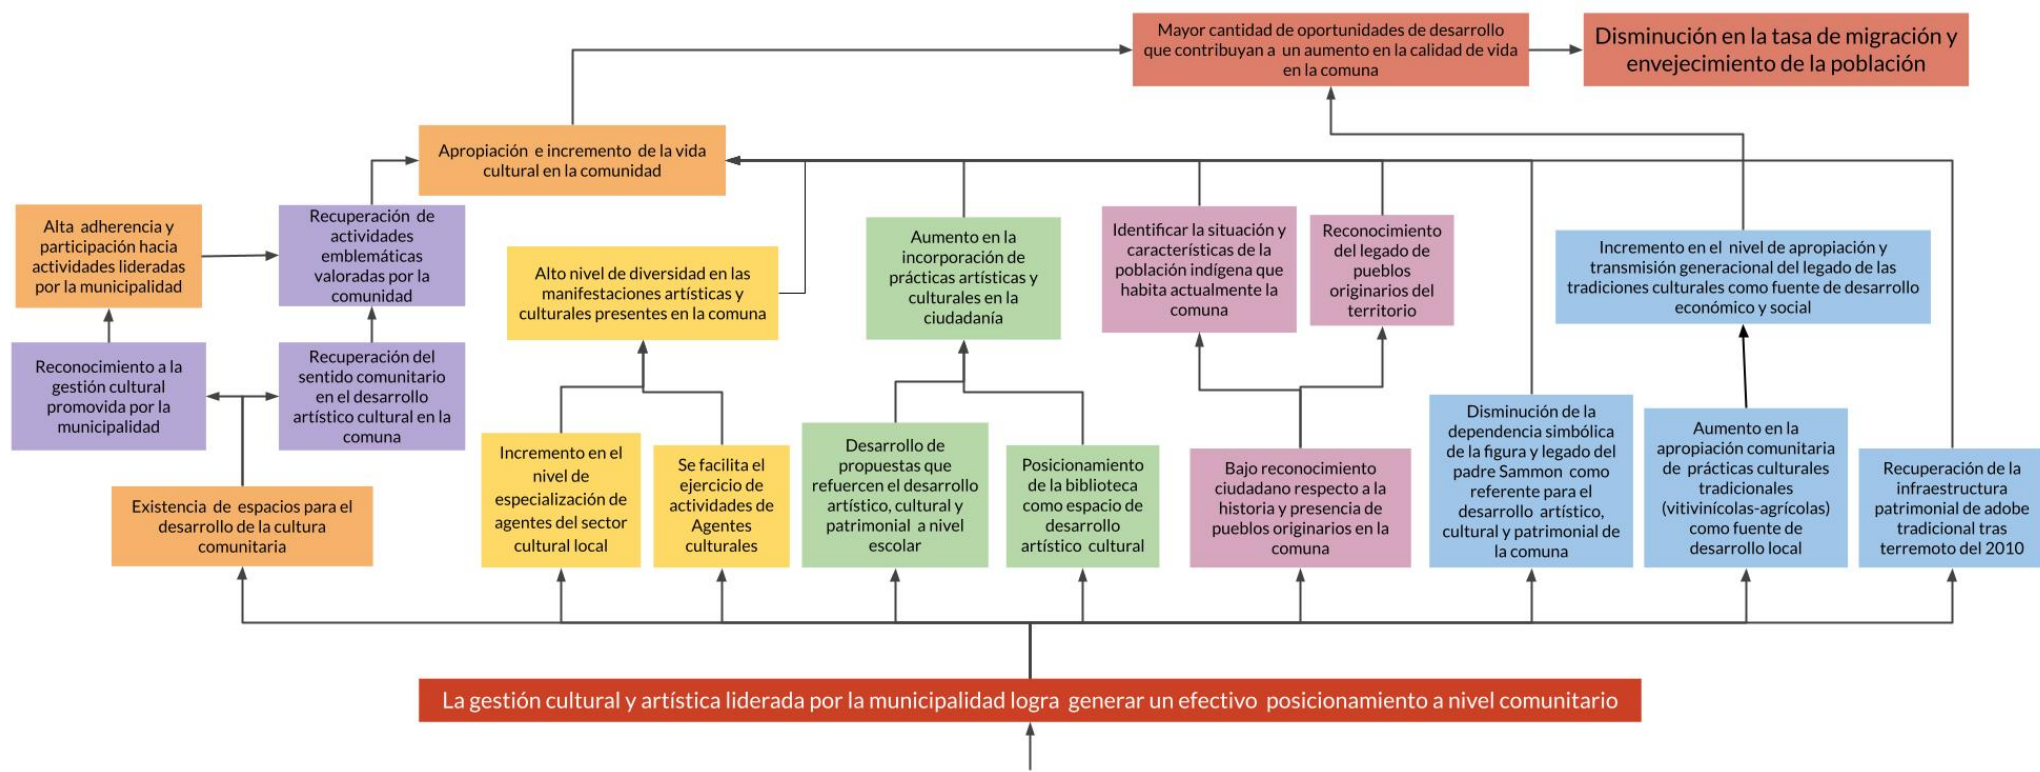 Mayor cantidad de oportunidades de desarrollo
que contribuyan a un aumento en la calidad de vida
en la comuna
Disminución en la tasa de migración y
envejecimiento de la población
Apropiación e incremento de la vida
cultural en la comunidad
Alta adherencia y
participación hacia
actividades lideradas
por la municipalidad
Recuperación de
actividades
emblemáticas
valoradas por la
comunidad
Alto nivel de diversidad en las
manifestaciones artísticas y
culturales presentes en la comuna
Aumento en la
incorporación de
prácticas artísticas y
culturales en la
ciudadanía
Identificar la situación y
características de la
población indígena que
habita actualmente la
comuna
Reconocimiento
del legado de
pueblos
originarios del
territorio
Incremento en el nivel de apropiación y
transmisión generacional del legado de las
tradiciones culturales como fuente de desarrollo
económico y social
Reconocimiento a la
gestión cultural
promovida por la
municipalidad
Recuperación del
sentido comunitario
en el desarrollo
artístico cultural en la
comuna
Existencia de espacios para el
desarrollo de la cultura
comunitaria
Incremento en el
nivel de
especialización de
agentes del sector
cultural local
Se facilita el
ejercicio de
actividades de
Agentes
culturales
Desarrollo de
propuestas que
refuercen el desarrollo
artístico, cultural y
patrimonial a nivel
escolar
Posicionamiento
de la biblioteca
como espacio de
desarrollo
artístico cultural
Bajo reconocimiento
ciudadano respecto a la
historia y presencia de
pueblos originarios en la
comuna
Disminución de la
dependencia simbólica
de la figura y legado del
padre Sammon como
referente para el
desarrollo artístico,
cultural y patrimonial de
la comuna
Aumento en la
apropiación comunitaria
de prácticas culturales
tradicionales
(vitivinícolas-agrícolas)
como fuente de
desarrollo local
Recuperación de la
infraestructura
patrimonial de adobe
tradicional tras
terremoto del 2010
La gestión cultural y artística liderada por la municipalidad logra generar un efectivo posicionamiento a nivel comunitario